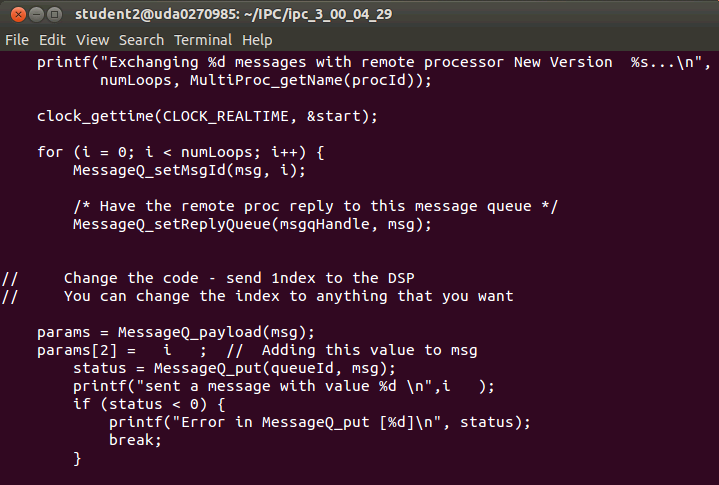 student2@uda0270985: ~/IPC/ipc_3_00_04_29
File Edit View Search Terminal Help
    printf("Exchanging %d messages with remote processor New Version  %s...\n",
           numLoops, MultiProc_getName(procId));

    clock_gettime(CLOCK_REALTIME, &start);

    for (i = 0; i < numLoops; i++) {
        MessageQ_setMsgId(msg, i);

        /* Have the remote proc reply to this message queue */
        MessageQ_setReplyQueue(msgqHandle, msg);


//     Change the code - send 1ndex to the DSP
//     You can change the index to anything that you want

    params = MessageQ_payload(msg);
    params[2] =   i   ;  //  Adding this value to msg
        status = MessageQ_put(queueId, msg);
        printf("sent a message with value %d \n",i   );
        if (status < 0) {
            printf("Error in MessageQ_put [%d]\n", status);
            break;
        }